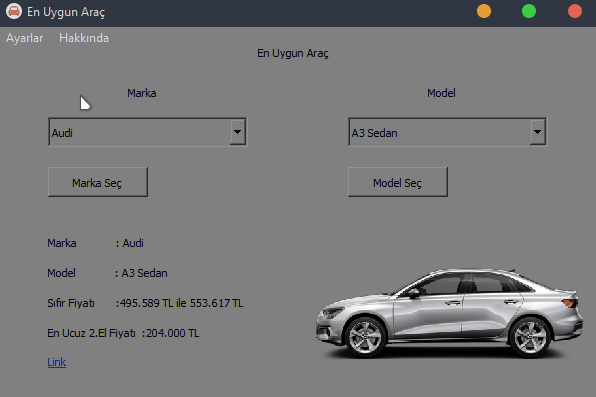 En Uygun Araç
Ayarlar Hakkında
En Uygun Araç
Marka Model
Audi A3 Sedan
Marka Seç Model Seç
Marka : Audi
Model : A3 Sedan
Sıfır Fiyatı :495.589 TL ile 553.617 TL
En Ucuz 2.El Fiyatı :204.000 TL
Link